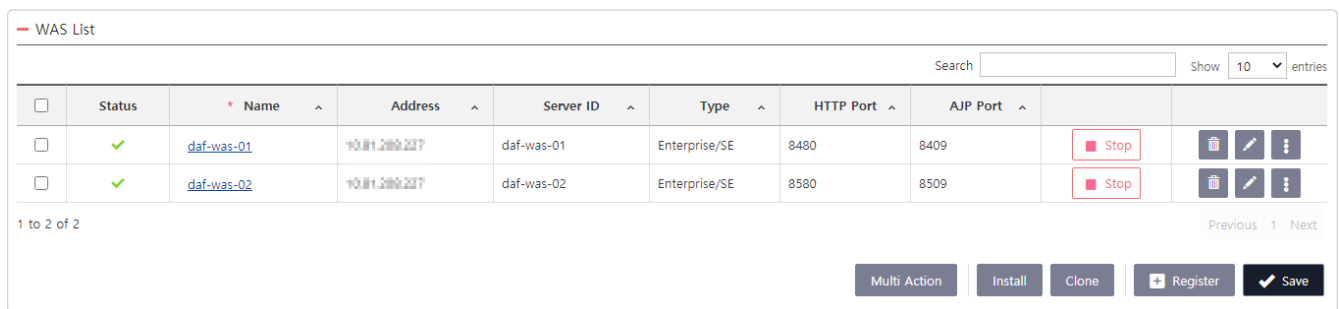 WAS List
Search Show 10 entries
Status * Name Address Server ID Type HTTP Port AJP Port
daf-was-01 daf-was-01 Enterprise/SE 8480 8409 Stop
daf-was-02 daf-was-02 Enterprise/SE 8580 8509 Stop
1 to 2 of 2 Previous 1 Next
Multi Action Install Clone Register Save